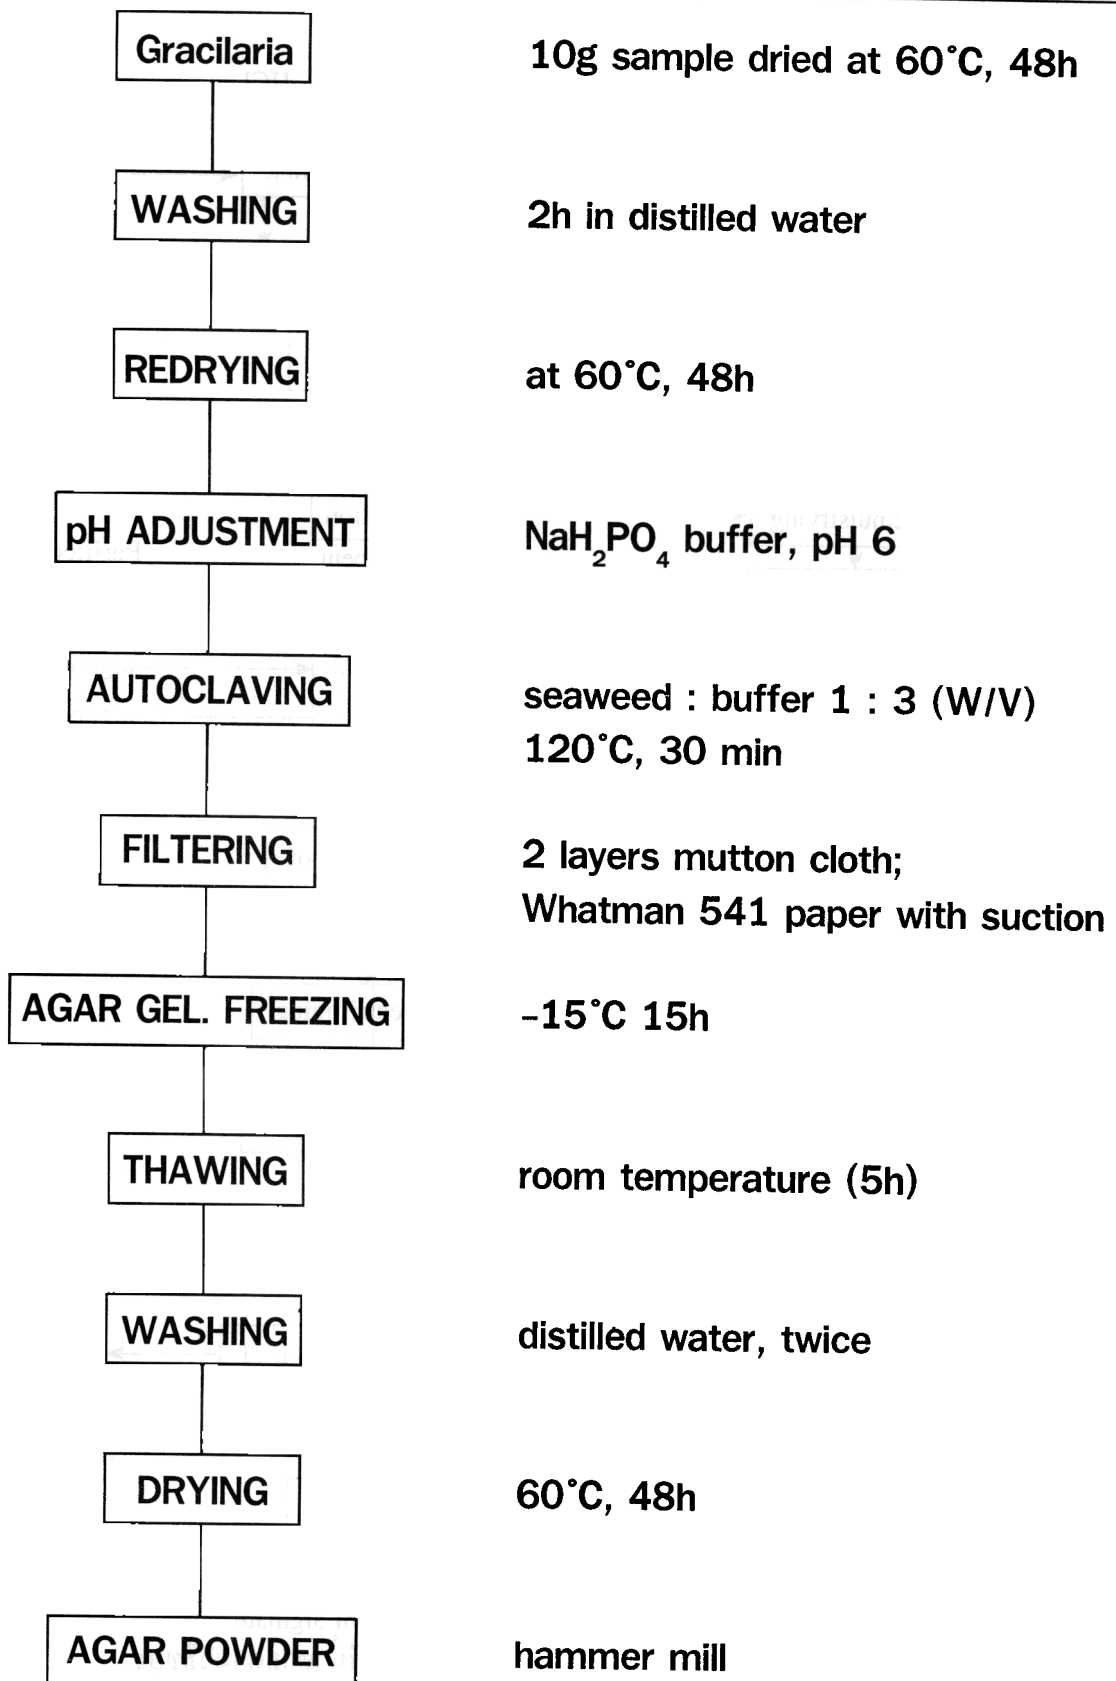 Gracilaria 10g sample dried at 60°C, 48h
WASHING 2h in distilled water
REDRYING at 60°C, 48h
pH ADJUSTMENT NaH₂PO₄ buffer, pH 6
AUTOCLAVING seaweed : buffer 1 : 3 (W/V)
120°C, 30 min
FILTERING 2 layers mutton cloth;
Whatman 541 paper with suction
AGAR GEL. FREEZING -15°C 15h
THAWING room temperature (5h)
WASHING distilled water, twice
DRYING 60°C, 48h
AGAR POWDER hammer mill